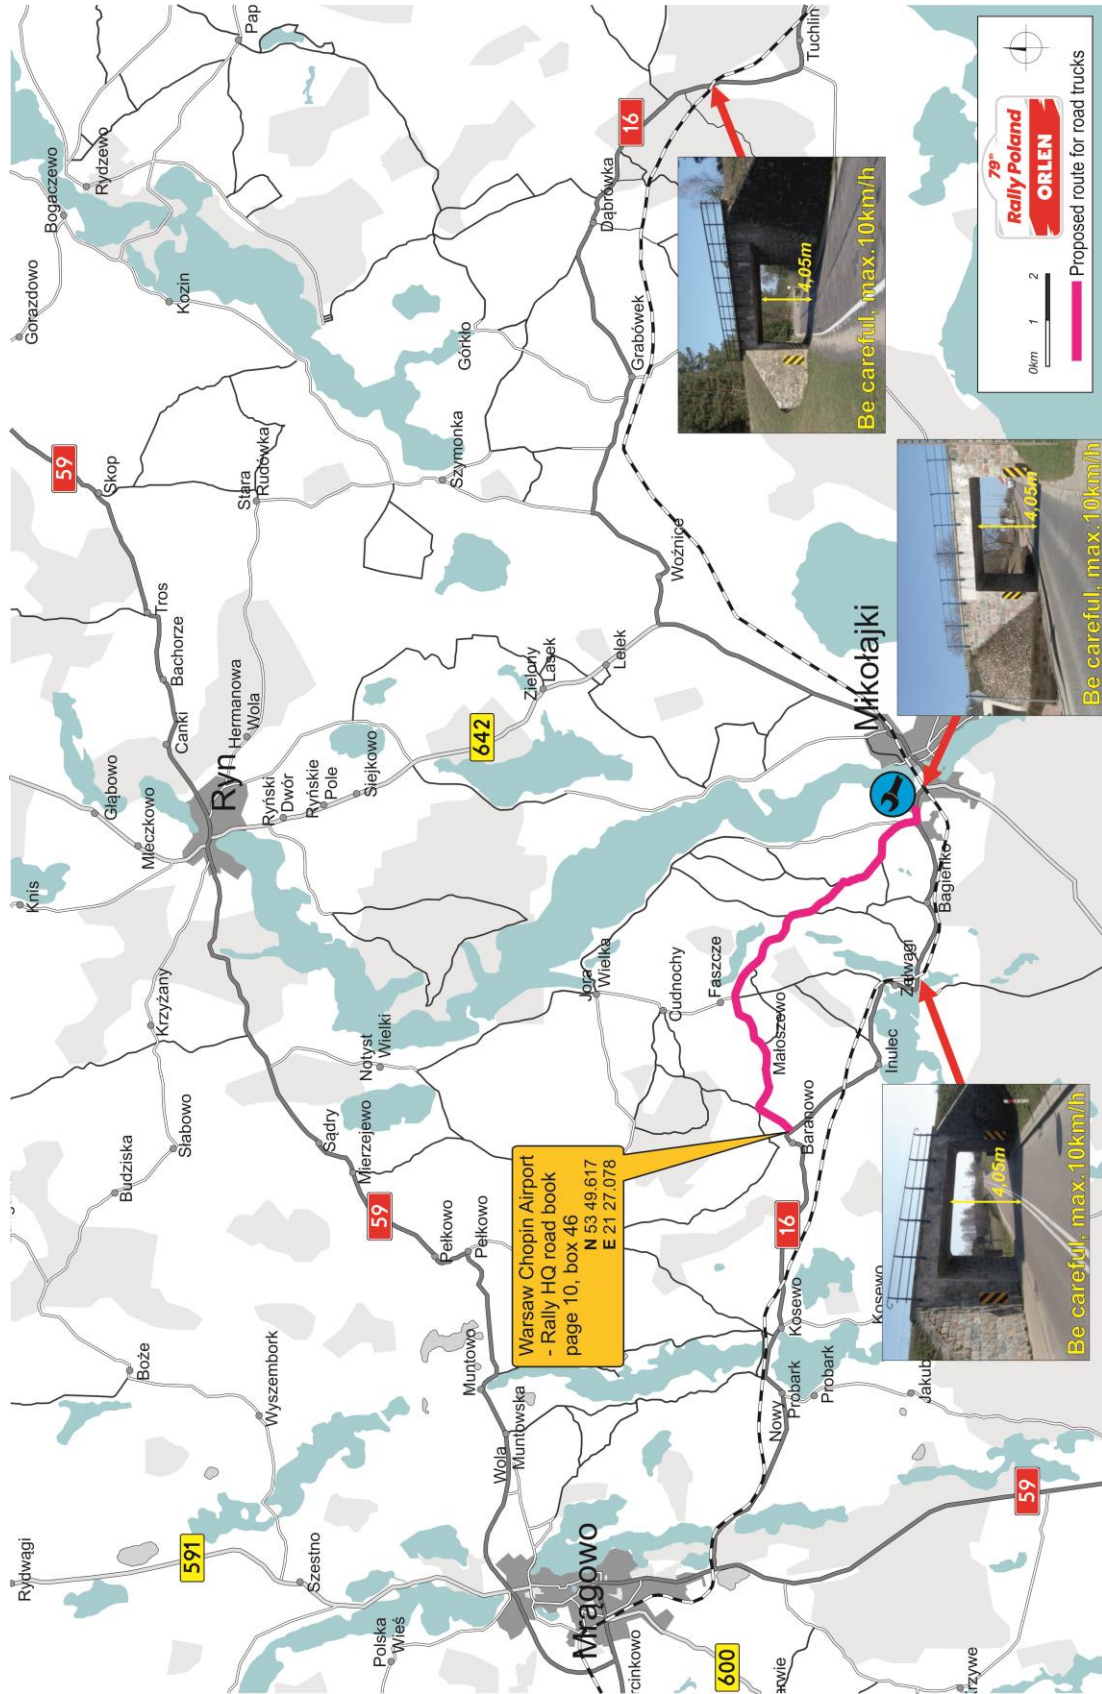 Rydwągi
591
Szestno
Polska
Wieś
Mrągowo
rcinkowo
600
Boże
Wyszembork
Budziska
Słabowo
Krzyżany
Knis
Głąbowo
Mleczkowo
Ryn
Canki
Bachorze
Tros
Skop
59
Hermanowa
Wola
Ryński
Dwór
Ryńskie
Pole
Siejkowo
642
Zielony
Lasek
Lelek
Stara
Rudówka
Szymonka
Gorazdowo
Bogaczewo
Rydzewo
Pap
Kozin
Górkło
Grabówek
Dąbrówka
16
Tuchlin
Woźnice
Mikołajki
Notyst
Wielki
Sądry
Mierzejewo
59
Pełkowo
Pełkowo
Muntowo
Wola
Muntowska
Warsaw Chopin Airport
- Rally HQ road book
page 10, box 46
N 53 49.617
E 21 27.078
Jora
Wielka
Cudnochy
Faszcze
Małoszewo
Baranowo
Inulec
Zełwągi
Bagienko
16
Kosewo
Kosewo
Nowy
Probark
Probark
Jakub
59
krzywe
4,05m
Be careful, max.10km/h
4,05m
Be careful, max.10km/h
4,05m
Be careful, max.10km/h
79th
Rally Poland
ORLEN
0km 1 2
Proposed route for road trucks